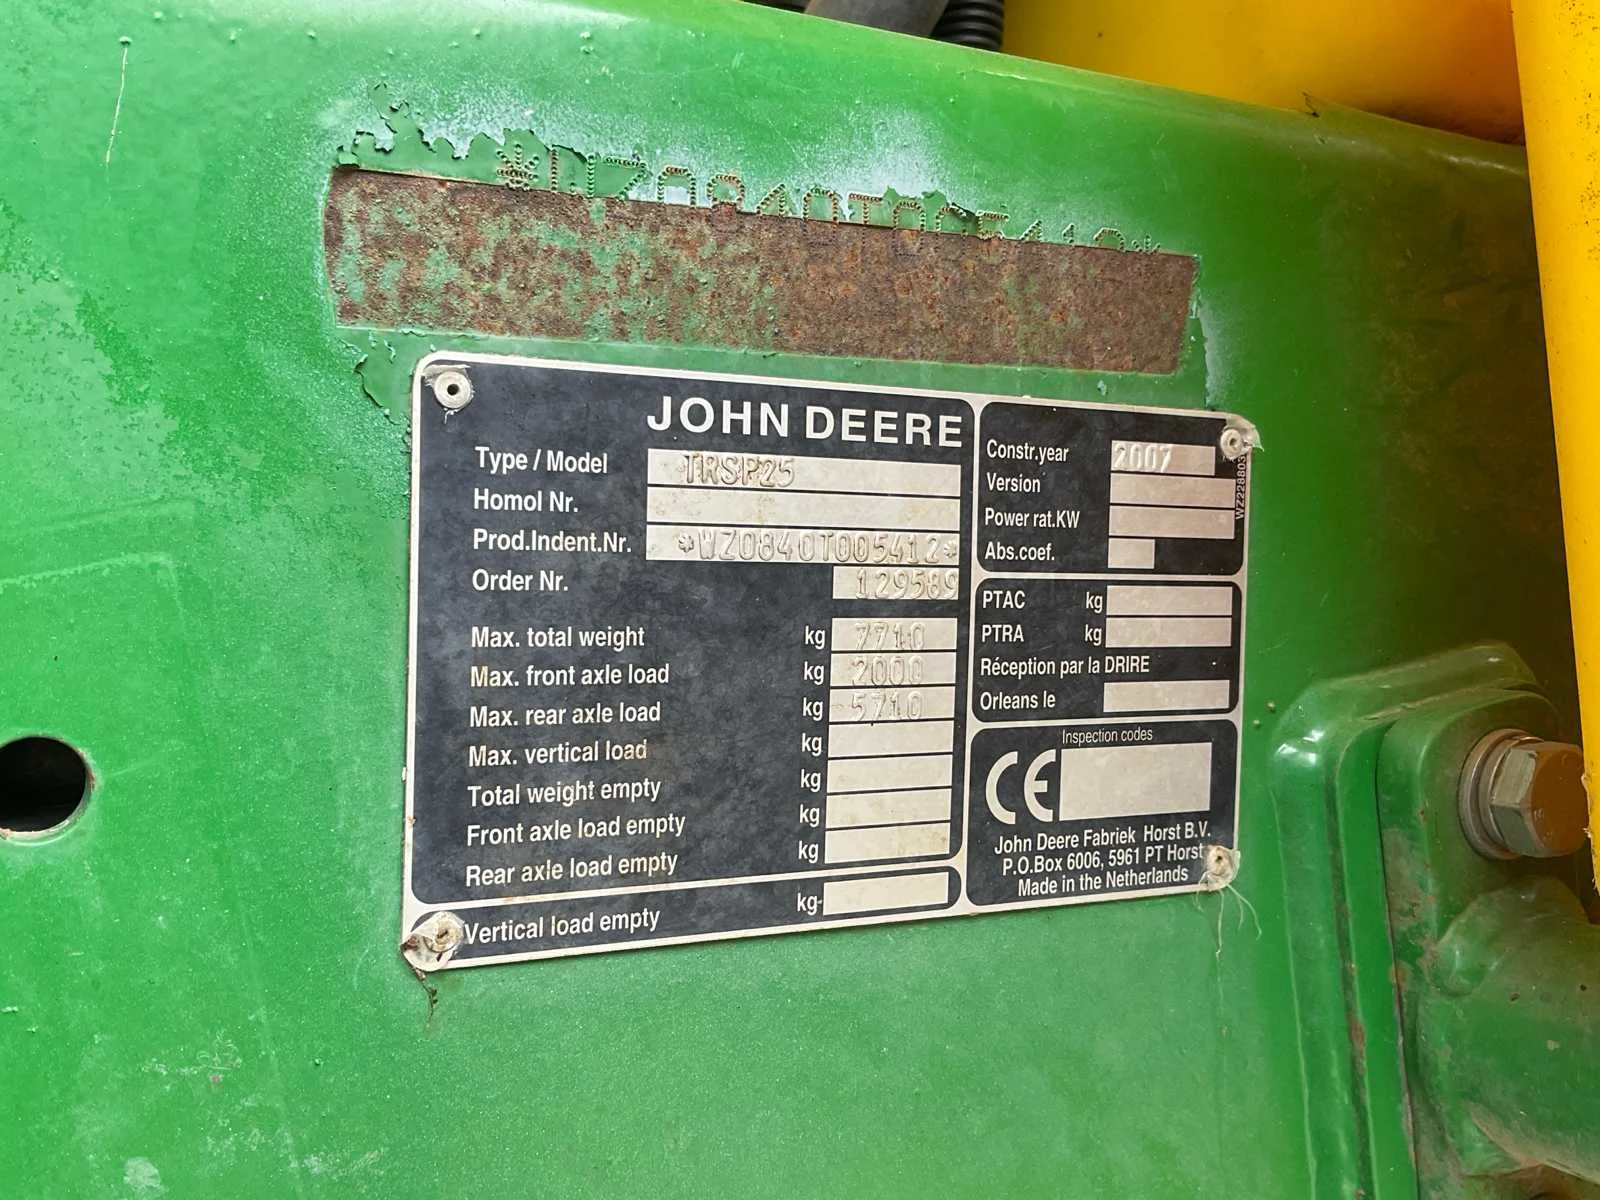 *WZ0840T005412*
JOHN DEERE
Type / Model TRSP25
Homol Nr.
Prod.Indent.Nr. *WZ0840T005412*
Order Nr. 129589
Max. total weight kg 7710
Max. front axle load kg 2000
Max. rear axle load kg 5710
Max. vertical load kg
Total weight empty kg
Front axle load empty kg
Rear axle load empty kg
Vertical load empty kg
Constr.year 2007
Version
Power rat.KW
Abs.coef.
WZ228803
PTAC kg
PTRA kg
Réception par la DRIRE
Orleans le
Inspection codes
CE
John Deere Fabriek Horst B.V.
P.O.Box 6006, 5961 PT Horst
Made in the Netherlands